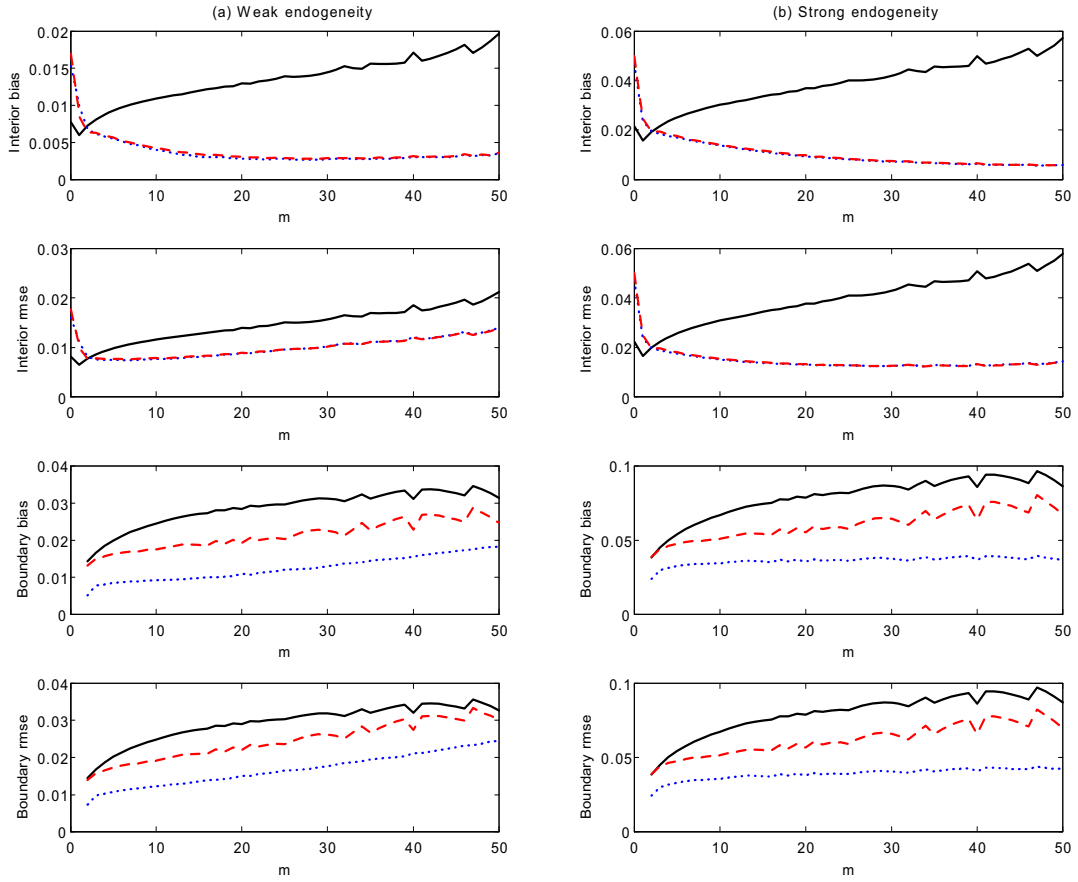 (a) Weak endogeneity
(b) Strong endogeneity
Interior bias
0.02
0.015
0.01
0.005
0
0 10 20 30 40 50
m
Interior bias
0.06
0.04
0.02
0
0 10 20 30 40 50
m
Interior rmse
0.03
0.02
0.01
0
0 10 20 30 40 50
m
Interior rmse
0.06
0.04
0.02
0
0 10 20 30 40 50
m
Boundary bias
0.04
0.03
0.02
0.01
0
0 10 20 30 40 50
m
Boundary bias
0.1
0.05
0
0 10 20 30 40 50
m
Boundary rmse
0.04
0.03
0.02
0.01
0
0 10 20 30 40 50
m
Boundary rmse
0.1
0.05
0
0 10 20 30 40 50
m